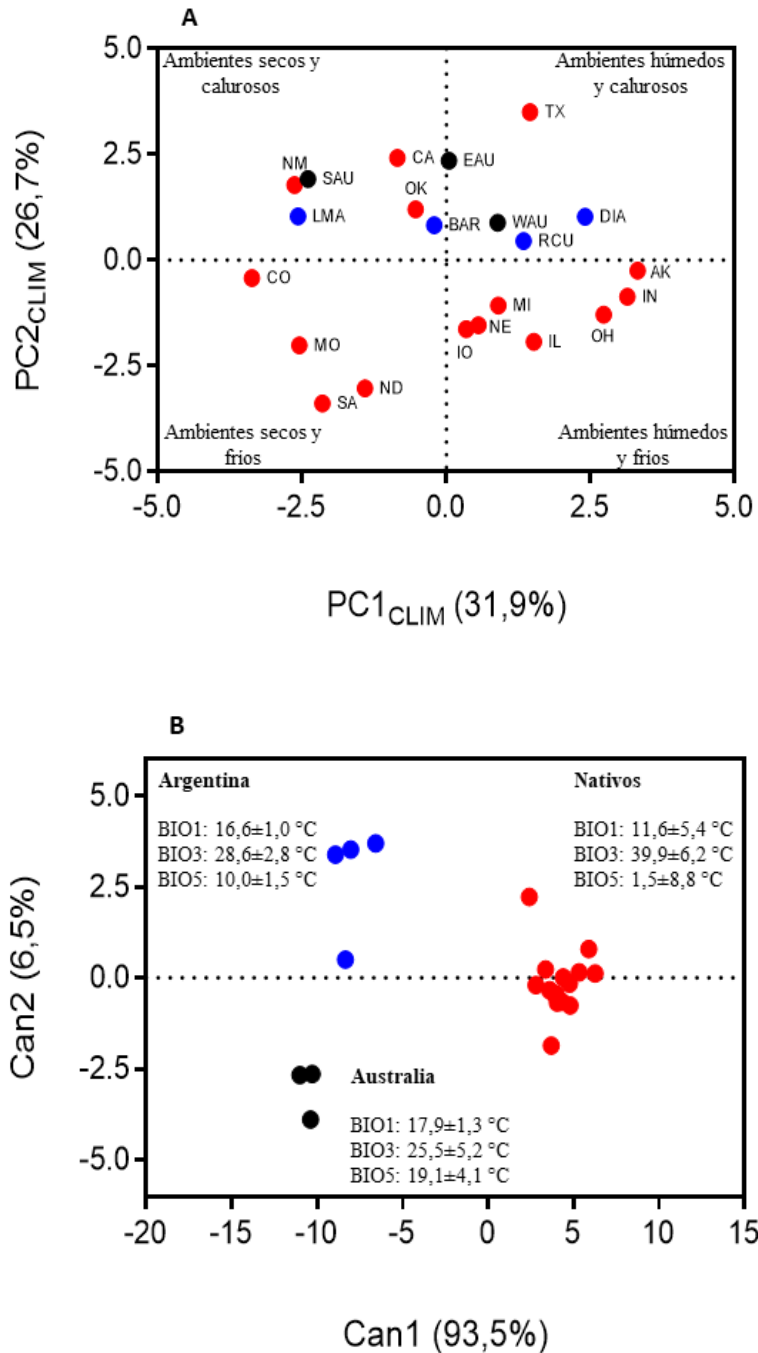 A
5.0
Ambientes secos y
calurosos
Ambientes húmedos
y calurosos
TX
2.5
CA
EAU
NM
SAU
OK
LMA
BAR
WAU
DIA
RCU
0.0
CO
AK
IN
MI
NE
OH
MO
IO
IL
-2.5
ND
SA
Ambientes secos y
frios
Ambientes húmedos
y frios
-5.0
-5.0
-2.5
0.0
2.5
5.0
PC2CLIM (26,7%)
PC1CLIM (31,9%)
B
Argentina
BIO1: 16,6±1,0 °C
BIO3: 28,6±2,8 °C
BIO5: 10,0±1,5 °C
Nativos
BIO1: 11,6±5,4 °C
BIO3: 39,9±6,2 °C
BIO5: 1,5±8,8 °C
5.0
2.5
0.0
-2.5
-5.0
Australia
BIO1: 17,9±1,3 °C
BIO3: 25,5±5,2 °C
BIO5: 19,1±4,1 °C
-20
-15
-10
-5
0
5
10
15
Can2 (6,5%)
Can1 (93,5%)